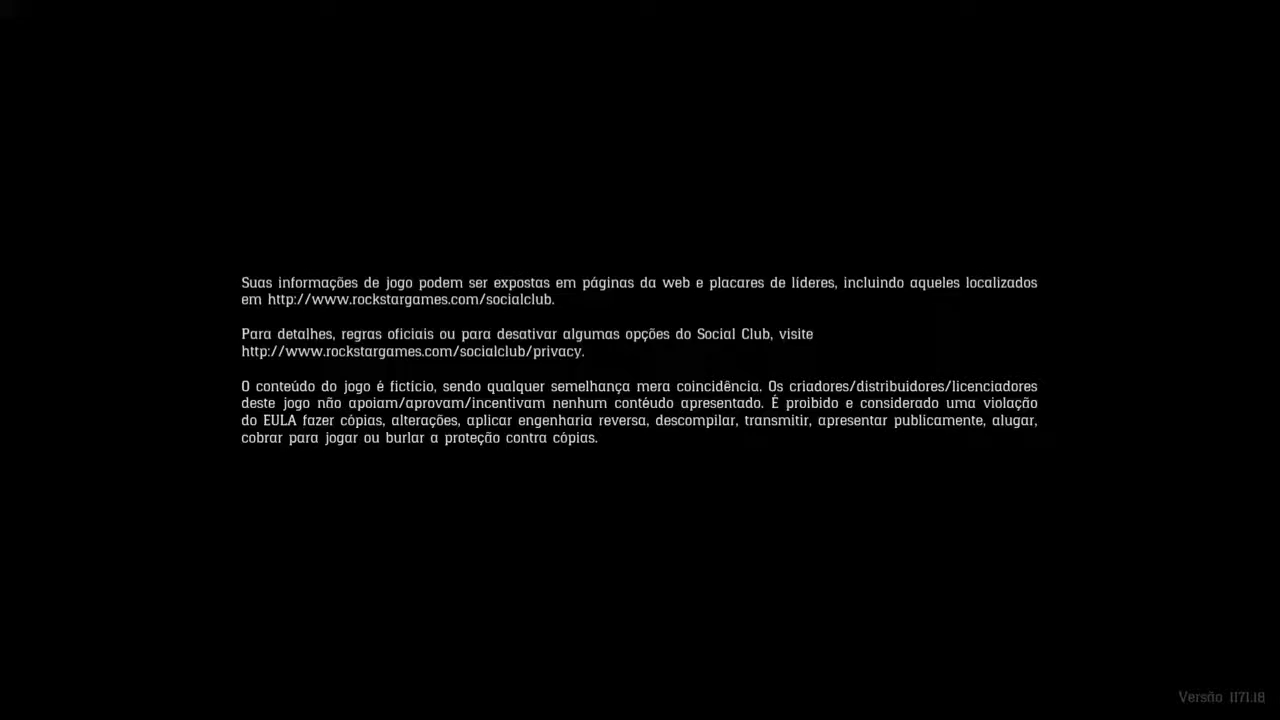 Suas informações de jogo podem ser expostas em páginas da web e placares de líderes, incluindo aqueles localizados
em http://www.rockstargames.com/socialclub.
Para detalhes, regras oficiais ou para desativar algumas opções do Social Club, visite
http://www.rockstargames.com/socialclub/privacy.
O conteúdo do jogo é fictício, sendo qualquer semelhança mera coincidência. Os criadores/distribuidores/licenciadores
deste jogo não apoiam/aprovam/incentivam nenhum contéudo apresentado. É proibido e considerado uma violação
do EULA fazer cópias, alterações, aplicar engenharia reversa, descompilar, transmitir, apresentar publicamente, alugar,
cobrar para jogar ou burlar a proteção contra cópias.
Versão 1171.18